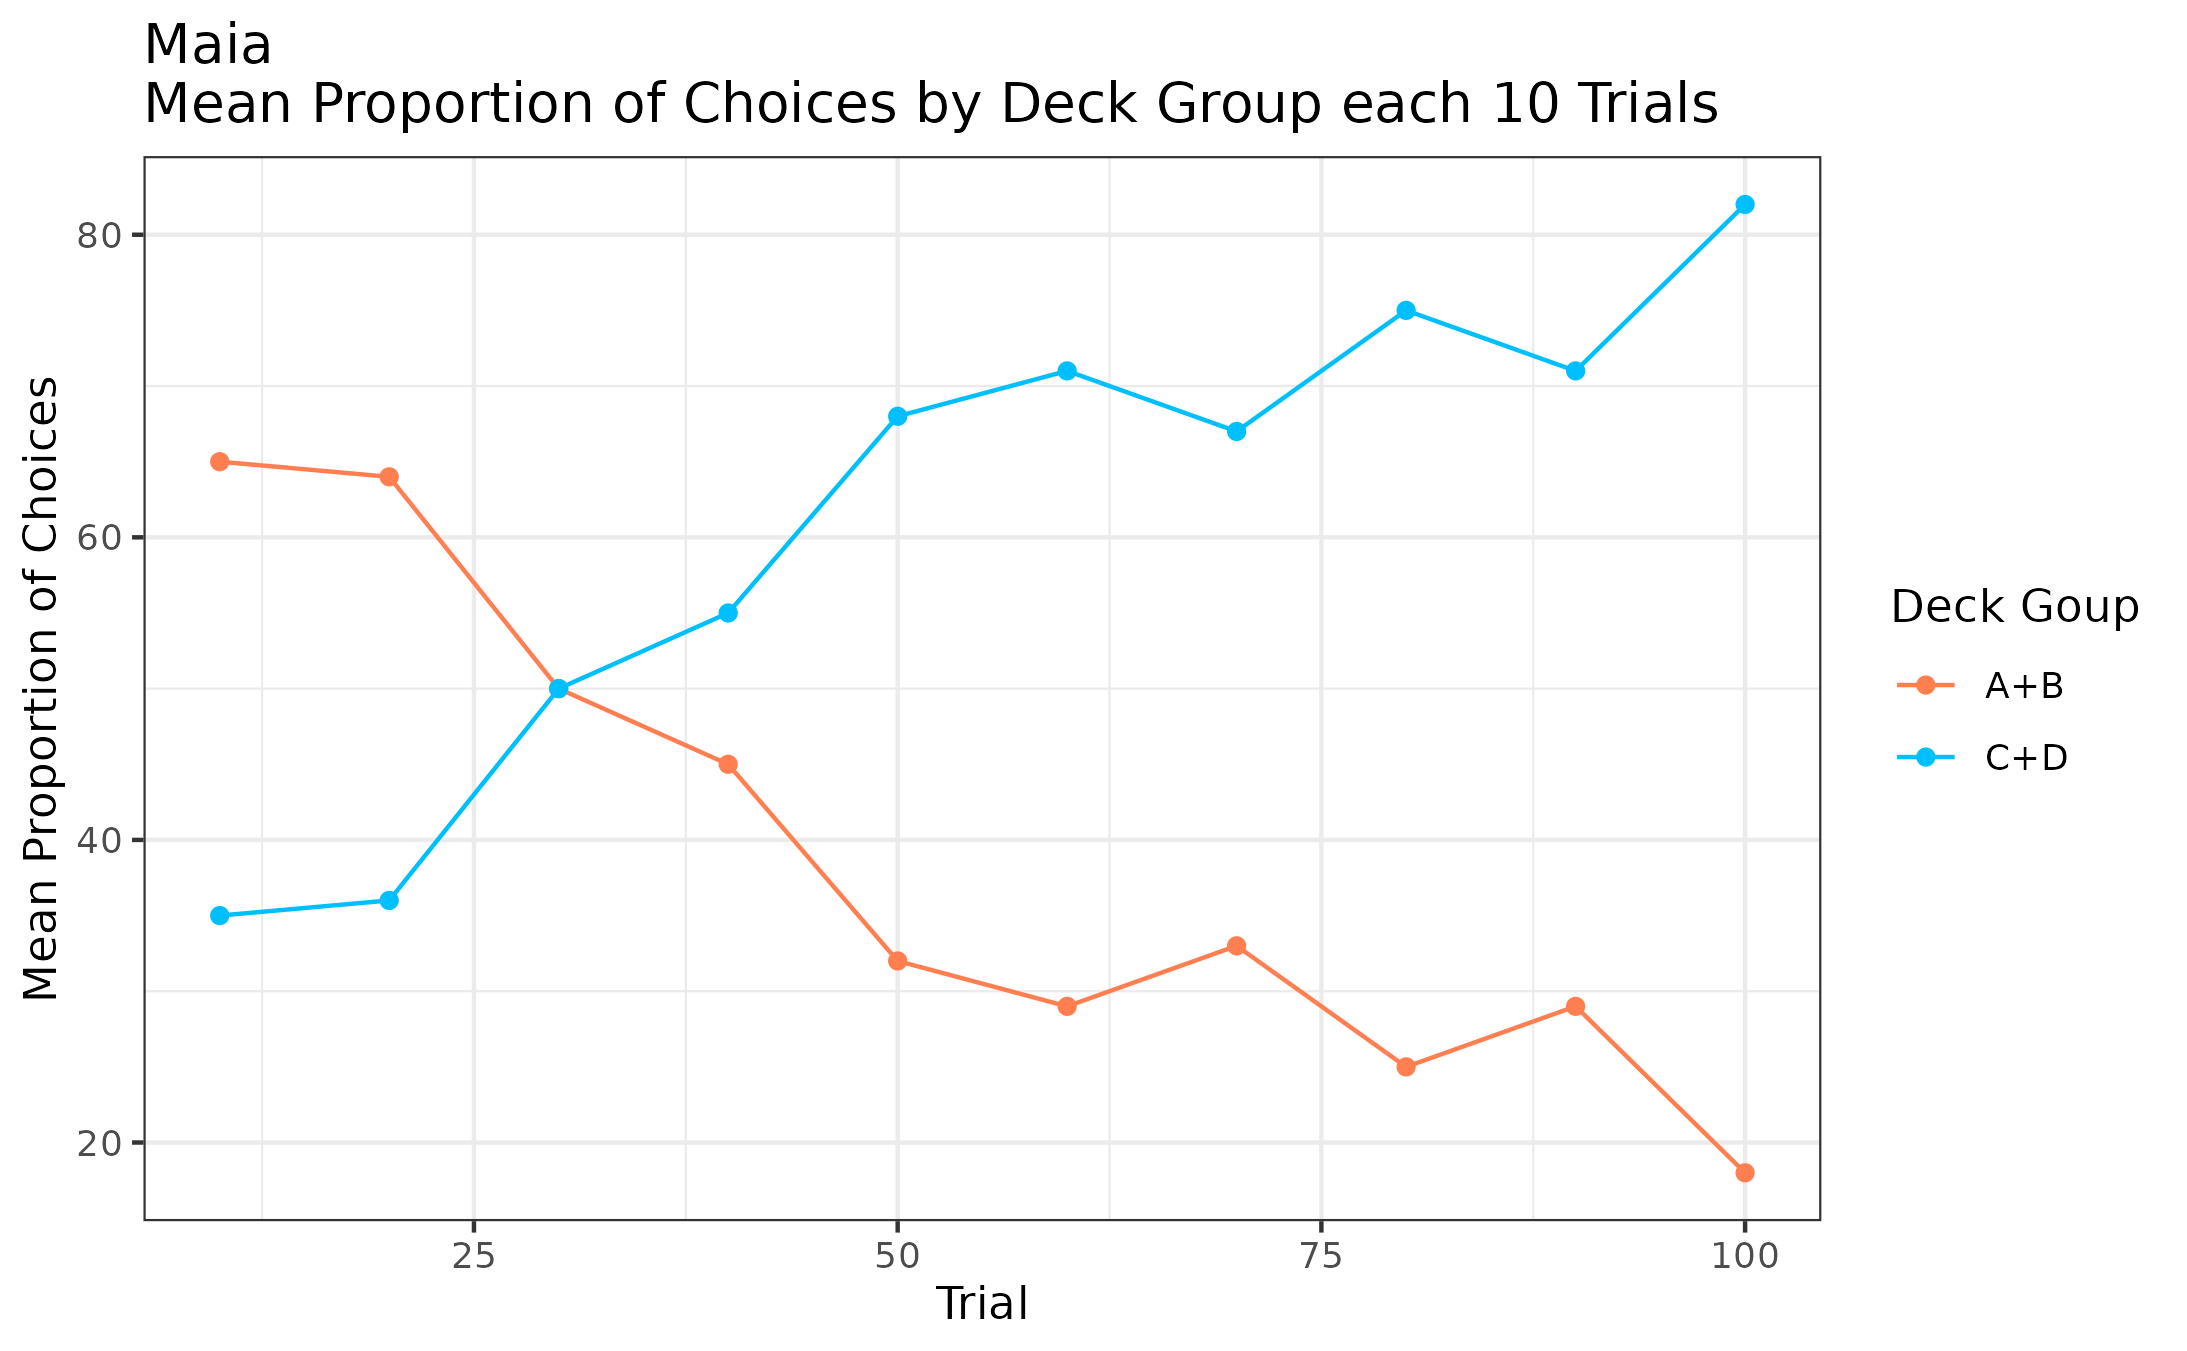 Maia
Mean Proportion of Choices by Deck Group each 10 Trials
Mean Proportion of Choices
80
60
40
20
25
50
75
100
Trial
Deck Goup
A+B
C+D